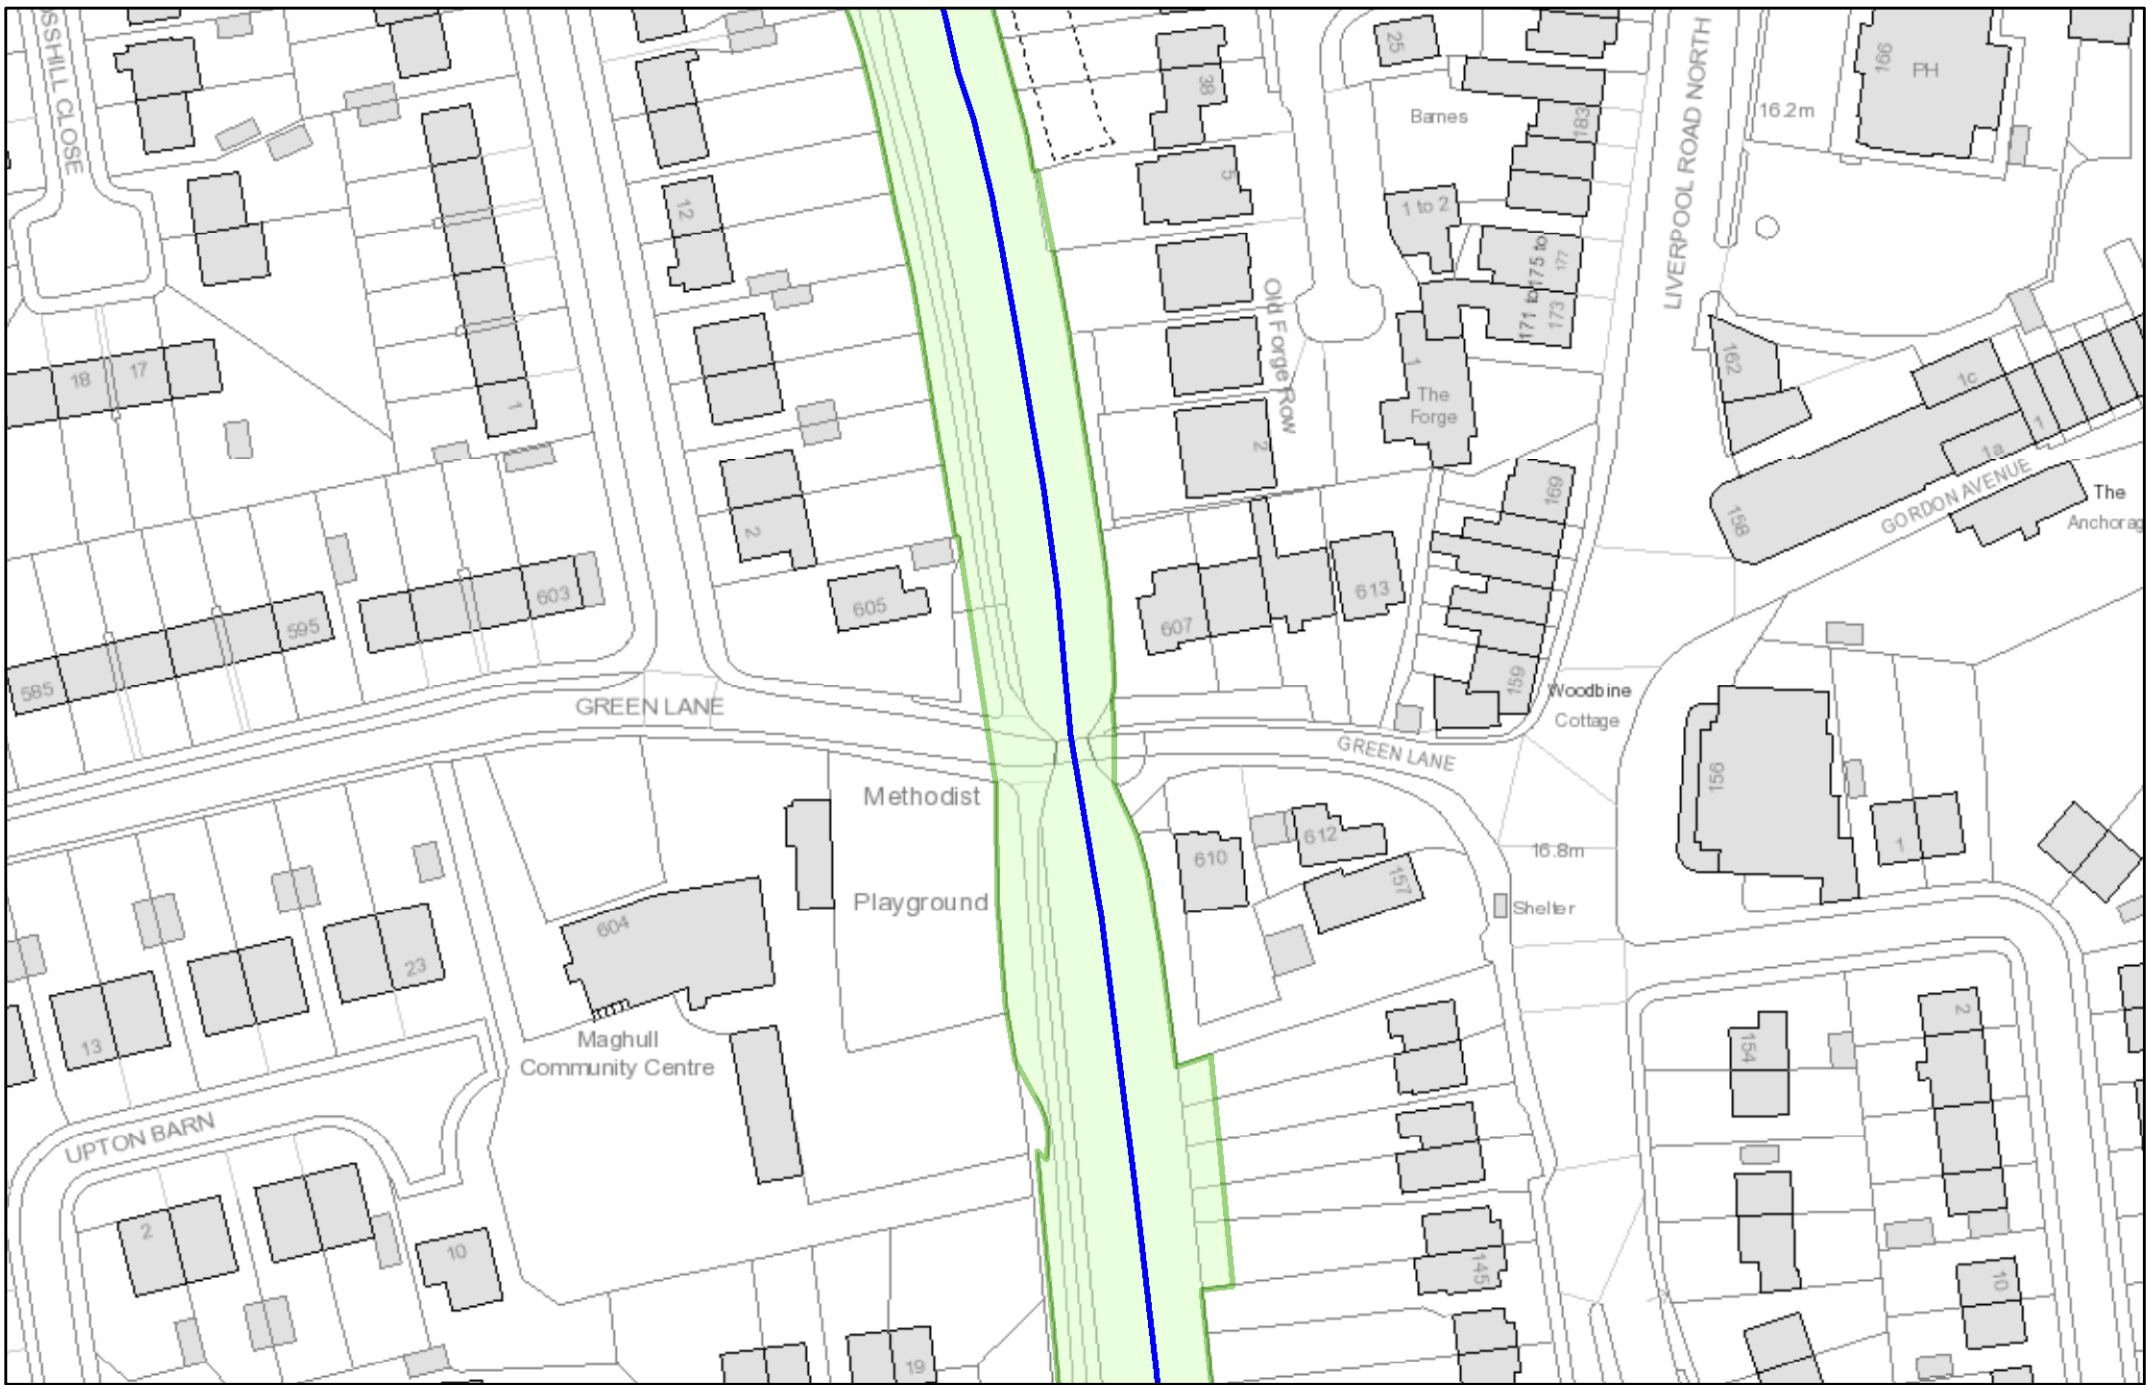 SSHILL CLOSE
25
38
LIVERPOOL ROAD NORTH
166
PH
16.2m
Barnes
183
5
12
1 to 2
171 to 175 to
177
173
Old Forge Row
18
17
1
1
The
Forge
162
1c
1
1a
2
2
169
158
GORDON AVENUE
The
Anchorag
605
603
595
585
607
613
159
Woodbine
Cottage
GREEN LANE
GREEN LANE
156
Methodist
Playground
610
612
157
16.8m
1
Shelter
604
23
13
Maghull
Community Centre
154
2
UPTON BARN
2
10
145
10
19